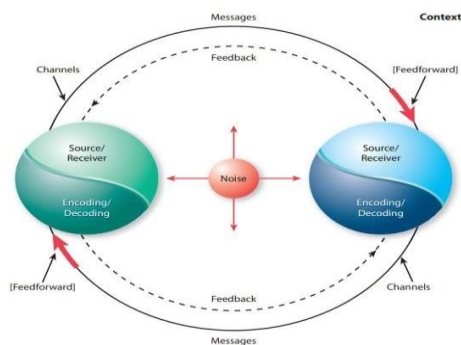 Messages
Context
Feedback
Channels
[Feedforward]
Source/
Receiver
Encoding/
Decoding
Noise
Source/
Receiver
Encoding/
Decoding
[Feedforward]
Feedback
Channels
Messages